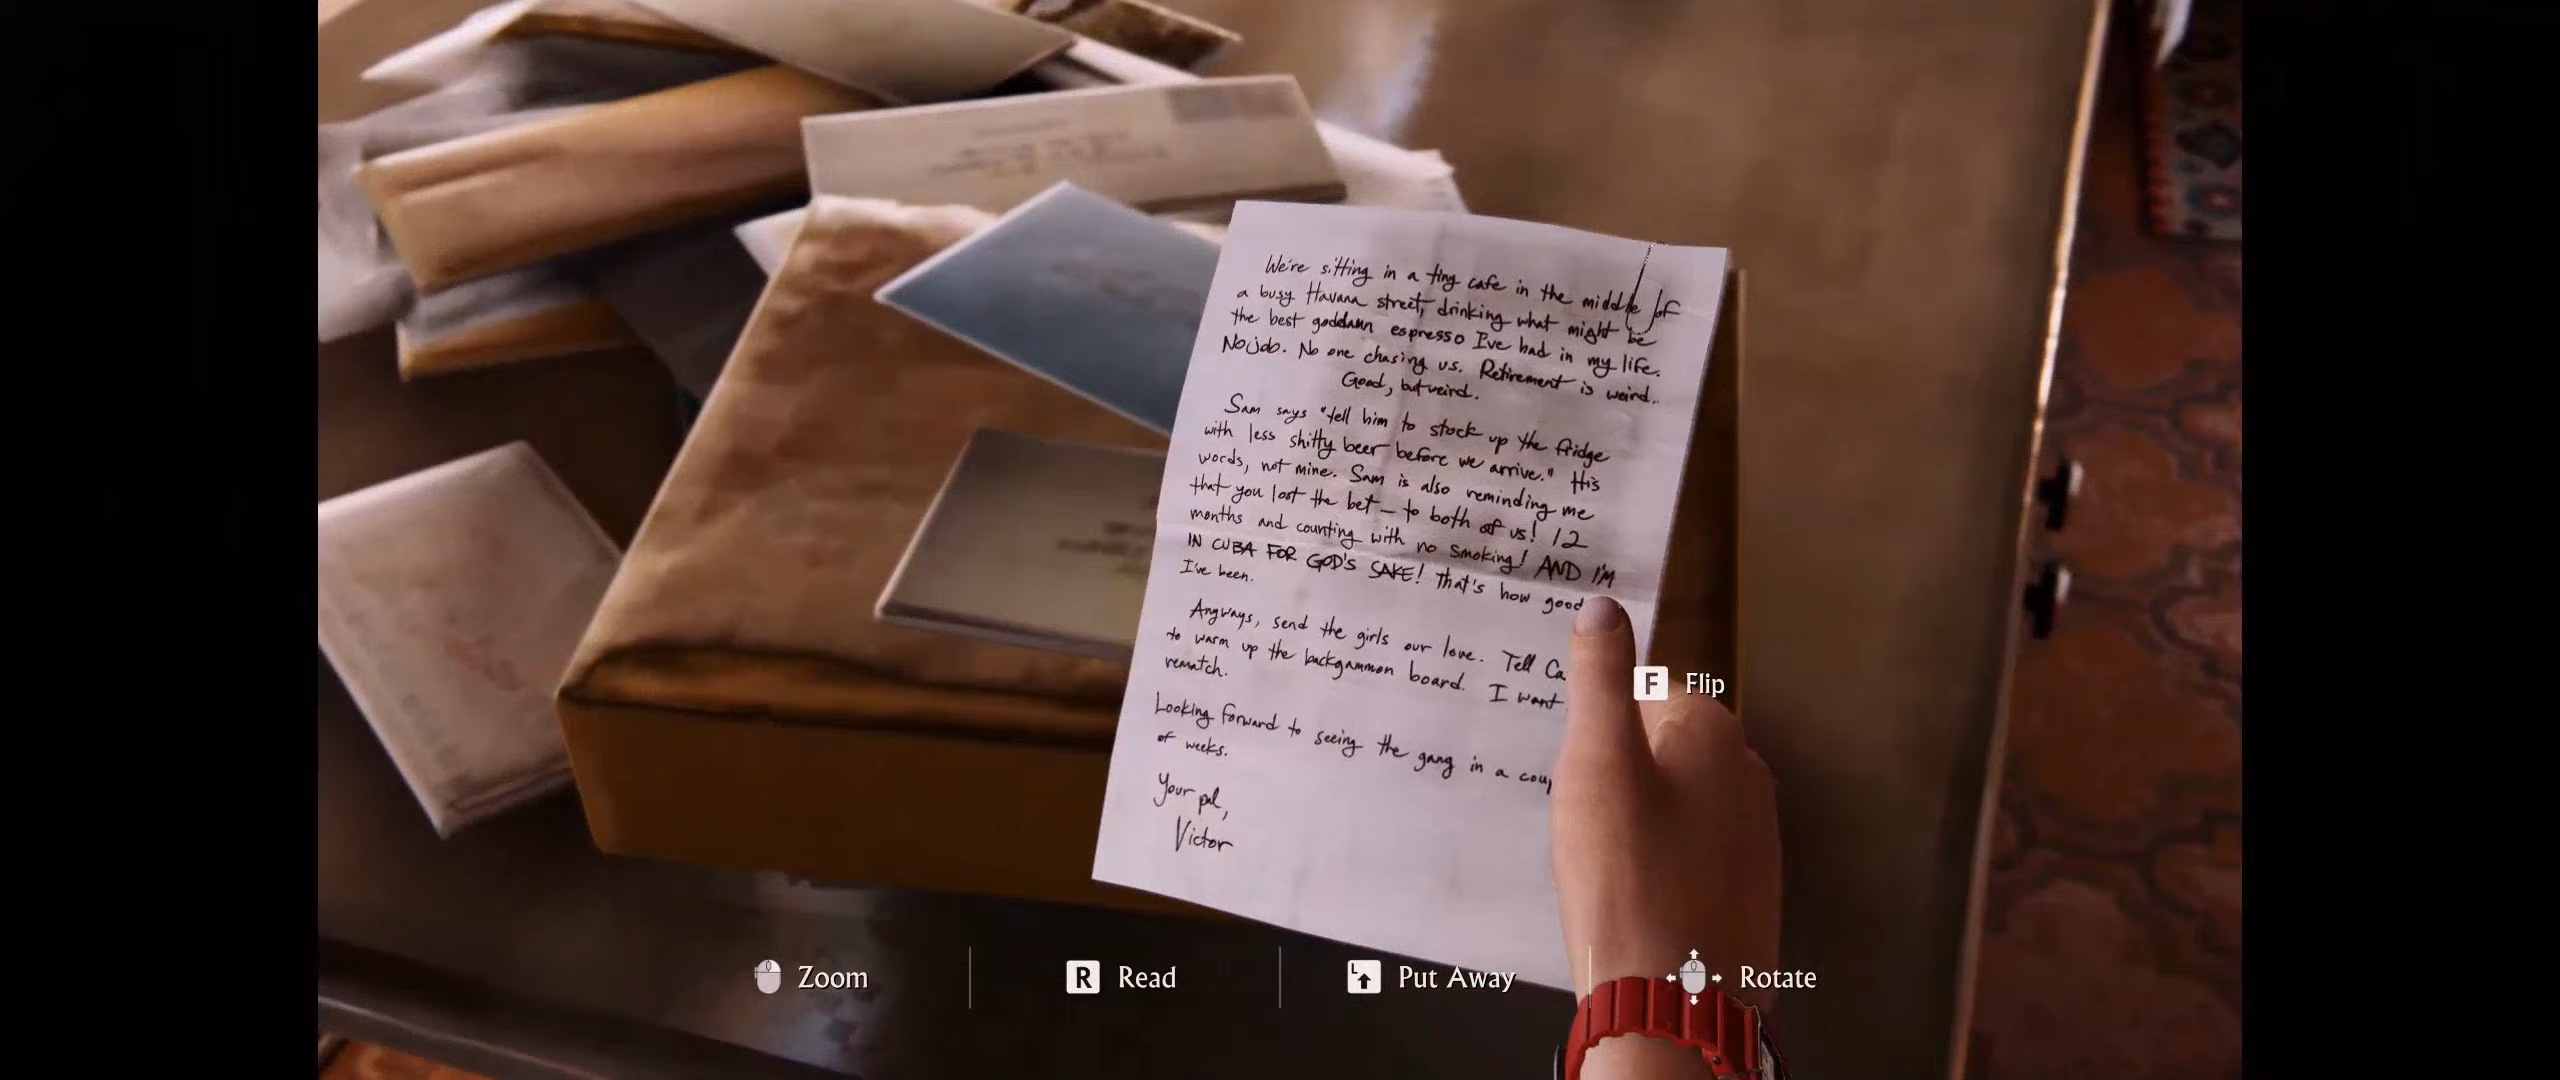 We're sitting in a tiny cafe in the middle of
a busy Havana street, drinking what might be
the best goddamn espresso I've had in my life.
No job. No one chasing us. Retirement is weird.
Good, but weird.
Sam says "tell him to stock up the fridge
with less shitty beer before we arrive." His
words, not mine. Sam is also reminding me
that you lost the bet — to both of us! 12
months and counting with no smoking! AND I'M
IN CUBA FOR GOD'S SAKE! That's how good
I've been.
Anyways, send the girls our love. Tell Ca
to warm up the backgammon board. I want
rematch.
Looking forward to seeing the gang in a coup
of weeks.
Your pal,
Victor
F Flip
Zoom
R Read
L Put Away
Rotate